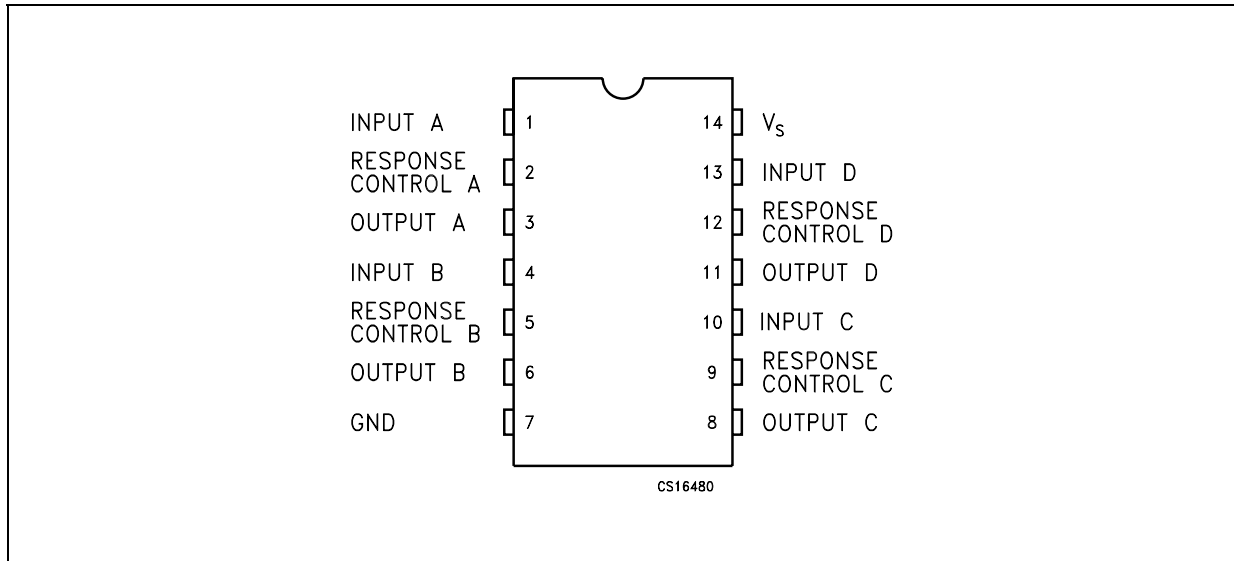 INPUT A
1
RESPONSE
CONTROL A
2
OUTPUT A
3
INPUT B
4
RESPONSE
CONTROL B
5
OUTPUT B
6
GND
7
14
VS
13
INPUT D
12
RESPONSE
CONTROL D
11
OUTPUT D
10
INPUT C
9
RESPONSE
CONTROL C
8
OUTPUT C
CS16480